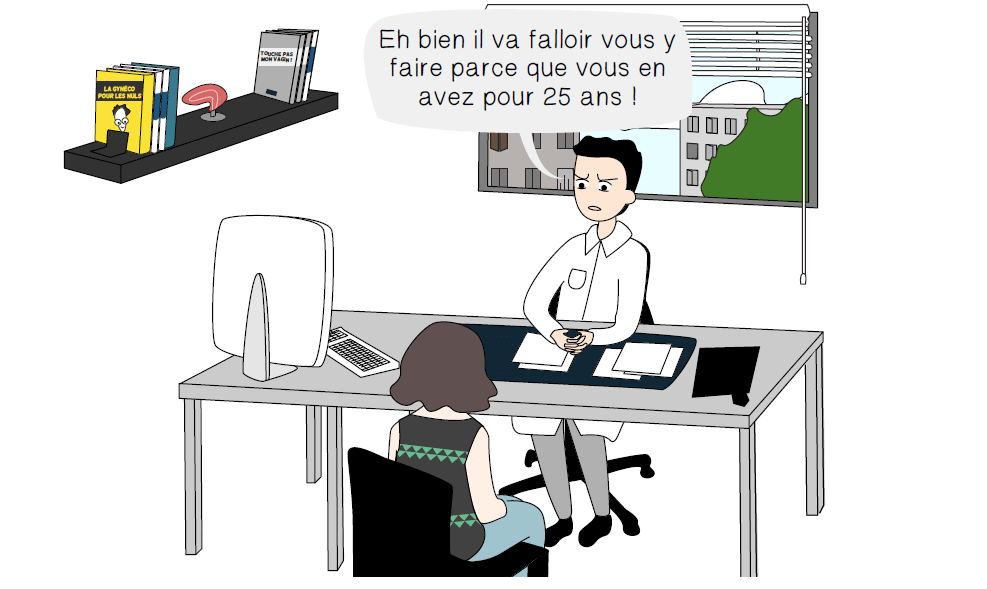 Eh bien il va falloir vous y
faire parce que vous en
avez pour 25 ans !
LA GYNÉCO
POUR LES NULS
TOUCHE PAS
MON VAGIN !